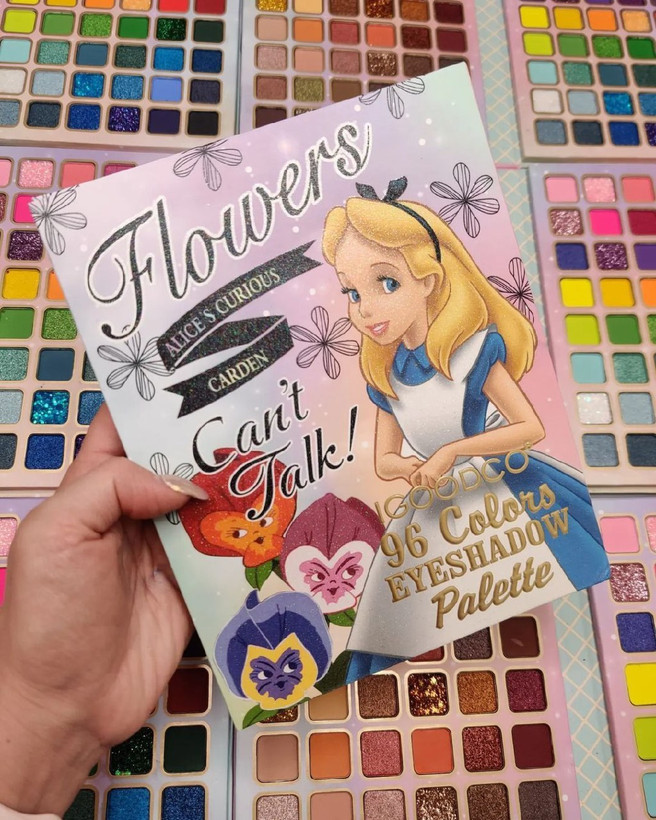 Flowers
ALICE'S CURIOUS
GARDEN
Can't
Talk!
IGOODCO
96 Colors
EYESHADOW
Palette